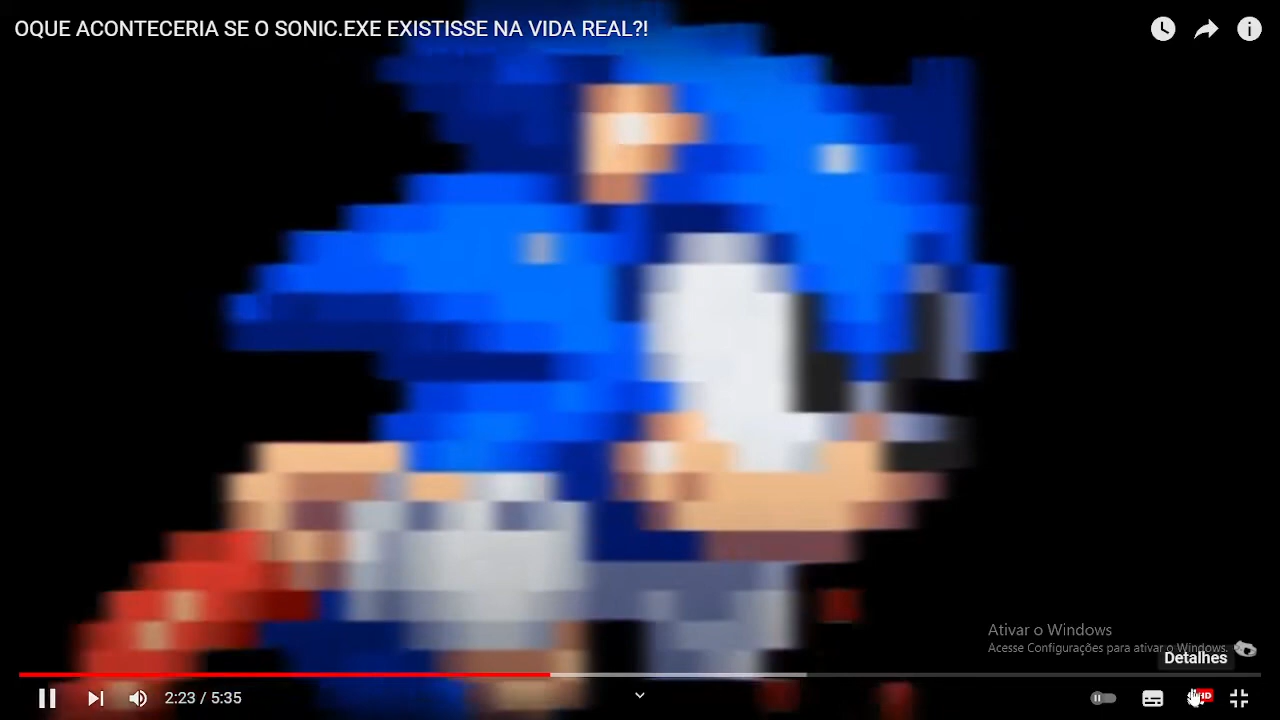 OQUE ACONTECERIA SE O SONIC.EXE EXISTISSE NA VIDA REAL?!
Ativar o Windows
Acesse Configurações para ativar o Windows.
Detalhes
2:23 / 5:35
HD